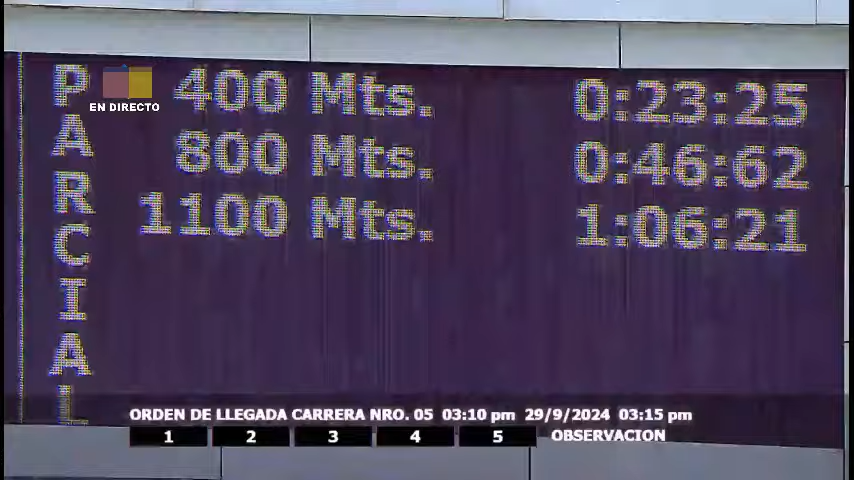 EN DIRECTO
PARCIAL
400 Mts. 0:23:25
800 Mts. 0:46:62
1100 Mts. 1:06:21
ORDEN DE LLEGADA CARRERA NRO. 05 03:10 pm 29/9/2024 03:15 pm
1 2 3 4 5 OBSERVACION